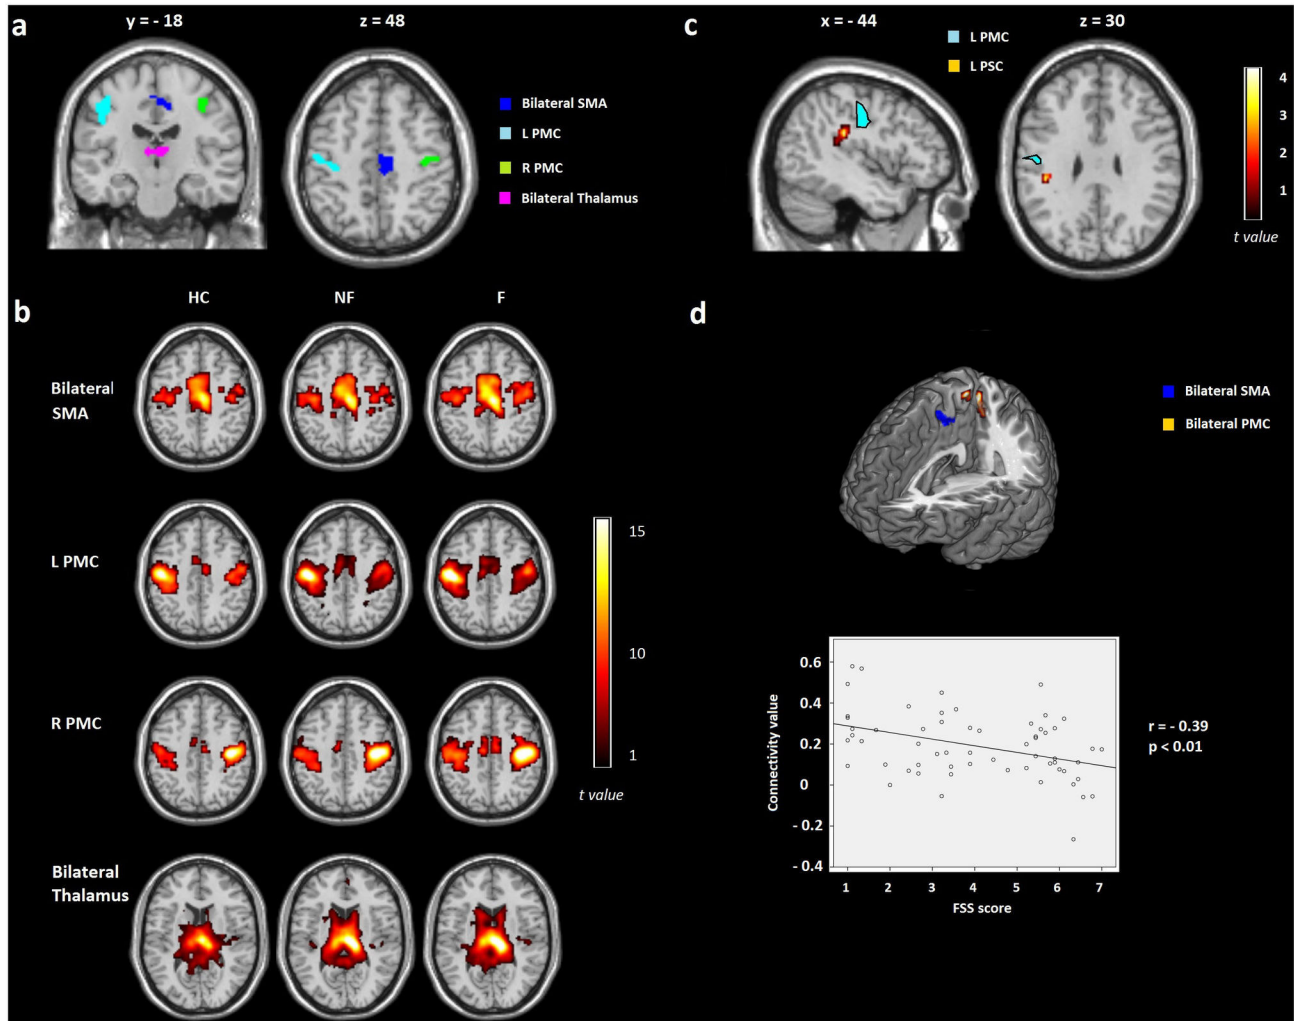 a
y = - 18
z = 48
Bilateral SMA
L PMC
R PMC
Bilateral Thalamus
c
x = - 44
z = 30
L PMC
L PSC
4
3
2
1
t value
b
HC
NF
F
Bilateral
SMA
L PMC
R PMC
Bilateral
Thalamus
15
10
1
t value
d
Bilateral SMA
Bilateral PMC
0.6
0.4
0.2
0
- 0.2
- 0.4
Connectivity value
1 2 3 4 5 6 7
FSS score
r = - 0.39
p < 0.01